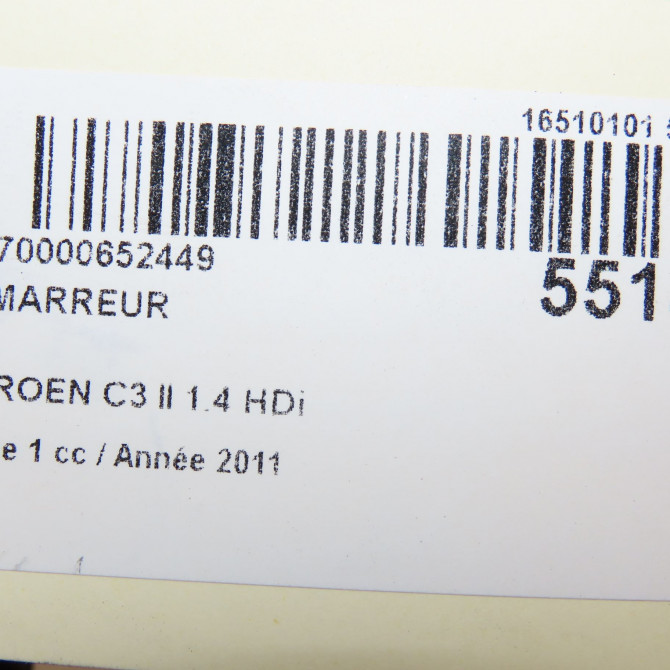 16510101
70000652449
551
MARREUR
ROEN C3 II 1.4 HDi
e 1 cc / Année 2011